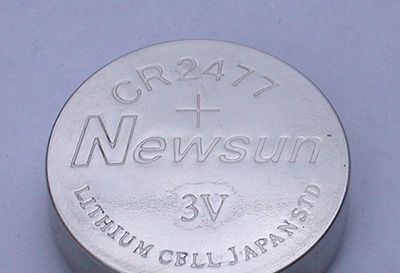 CR2477
+
Newsun
3V
LITHIUM CELL JAPAN STD